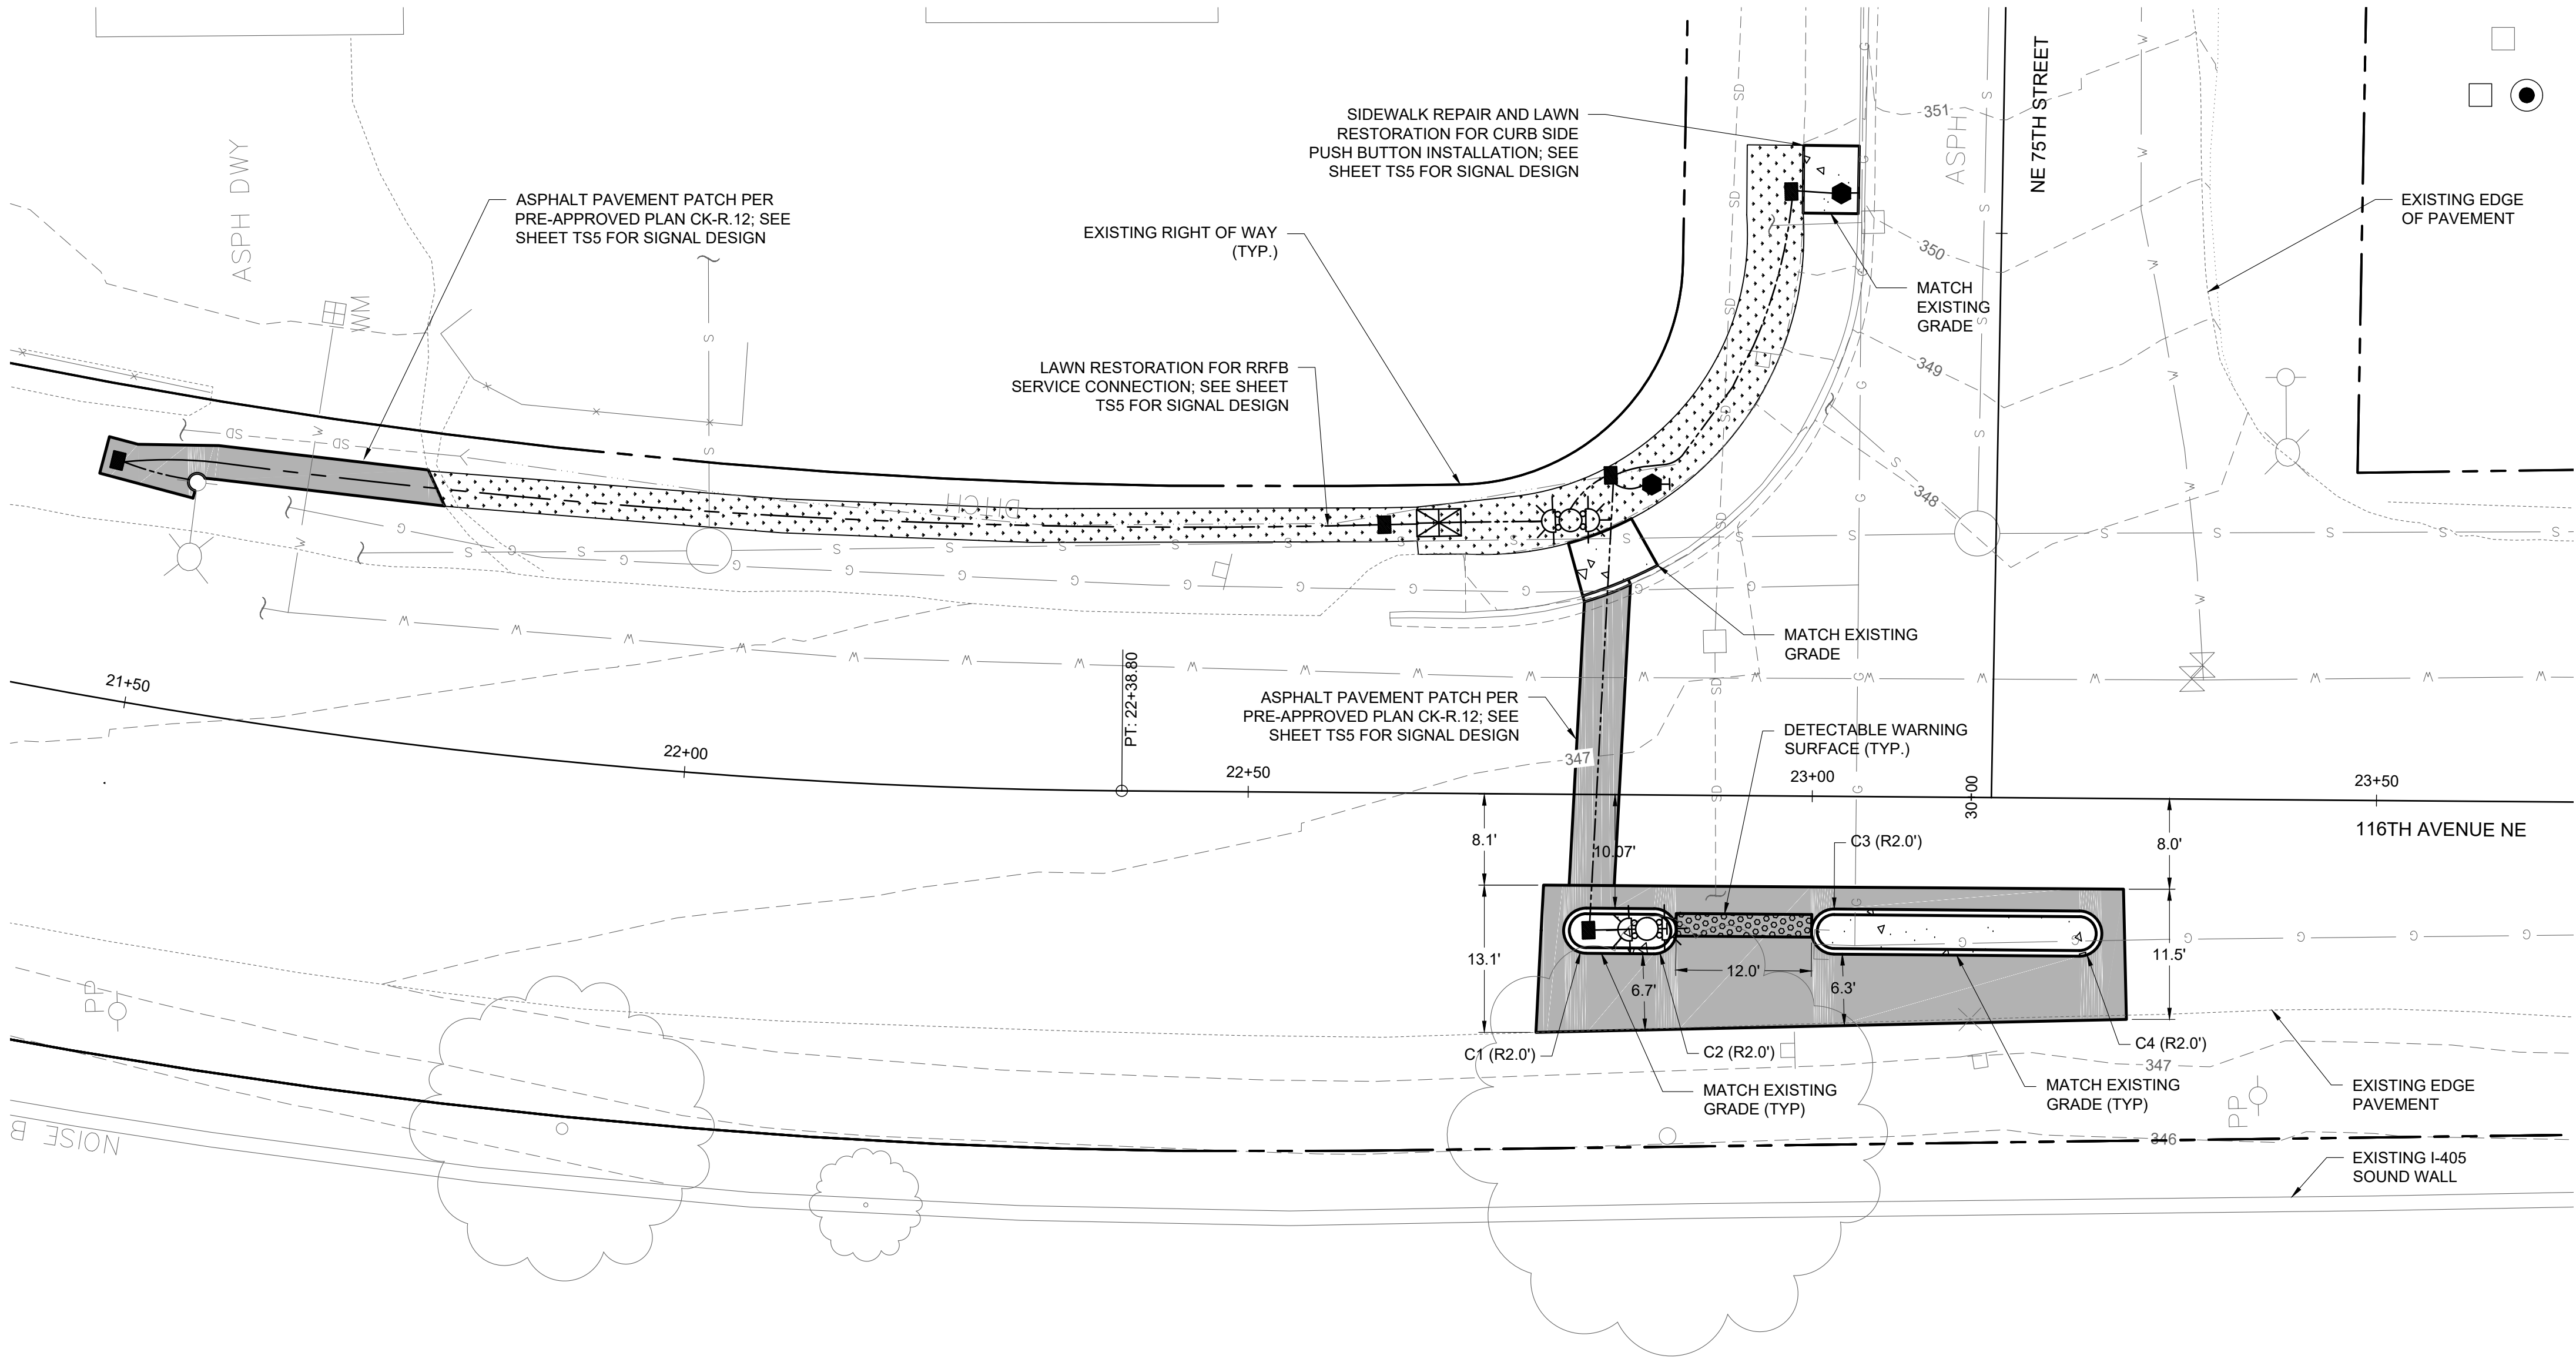 SIDEWALK REPAIR AND LAWN
RESTORATION FOR CURB SIDE
PUSH BUTTON INSTALLATION; SEE
SHEET TS5 FOR SIGNAL DESIGN
351
ASPH
NE 75TH STREET
ASPH DWY
ASPHALT PAVEMENT PATCH PER
PRE-APPROVED PLAN CK-R.12; SEE
SHEET TS5 FOR SIGNAL DESIGN
EXISTING RIGHT OF WAY
(TYP.)
EXISTING EDGE
OF PAVEMENT
350
MATCH
EXISTING
GRADE
WM
349
LAWN RESTORATION FOR RRFB
SERVICE CONNECTION; SEE SHEET
TS5 FOR SIGNAL DESIGN
348
DITCH
MATCH EXISTING
GRADE
21+50
PT: 22+38.80
ASPHALT PAVEMENT PATCH PER
PRE-APPROVED PLAN CK-R.12; SEE
SHEET TS5 FOR SIGNAL DESIGN
DETECTABLE WARNING
SURFACE (TYP.)
347
22+00
22+50
23+00
30+00
23+50
116TH AVENUE NE
8.1'
10.07'
C3 (R2.0')
8.0'
13.1'
12.0'
6.7'
6.3'
11.5'
PP
C1 (R2.0')
C2 (R2.0')
C4 (R2.0')
347
MATCH EXISTING
GRADE (TYP)
MATCH EXISTING
GRADE (TYP)
PP
EXISTING EDGE
PAVEMENT
346
NOISE B
EXISTING I-405
SOUND WALL
SD
SD
SD
SD
SD
SD
SD
SD
S
S
S
S
S
S
S
S
G
G
G
G
G
G
G
G
W
W
W
W
W
W
W
W